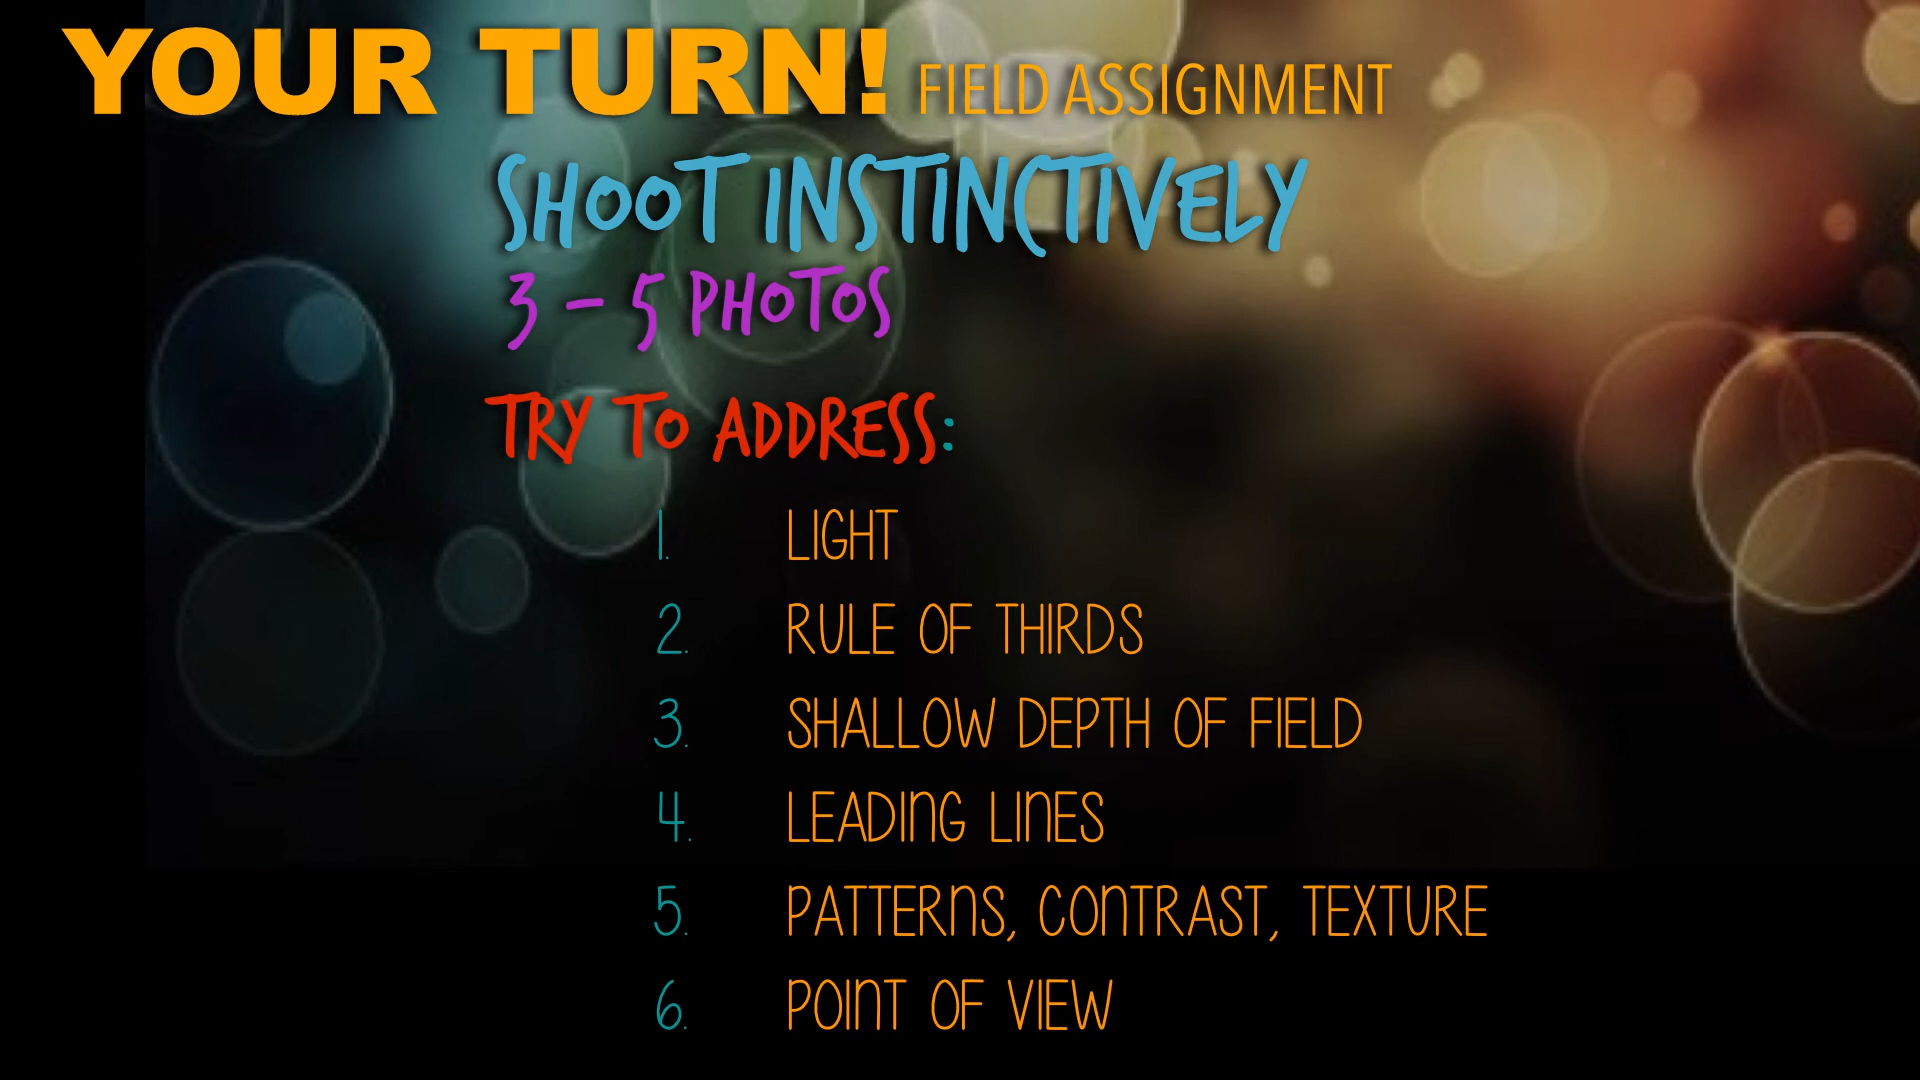 YOUR TURN! FIELD ASSIGNMENT
SHOOT INSTINCTIVELY
3 - 5 PHOTOS
TRY TO ADDRESS:
1. LIGHT
2. RULE OF THIRDS
3. SHALLOW DEPTH OF FIELD
4. LEADING LINES
5. PATTERNS, CONTRAST, TEXTURE
6. POINT OF VIEW